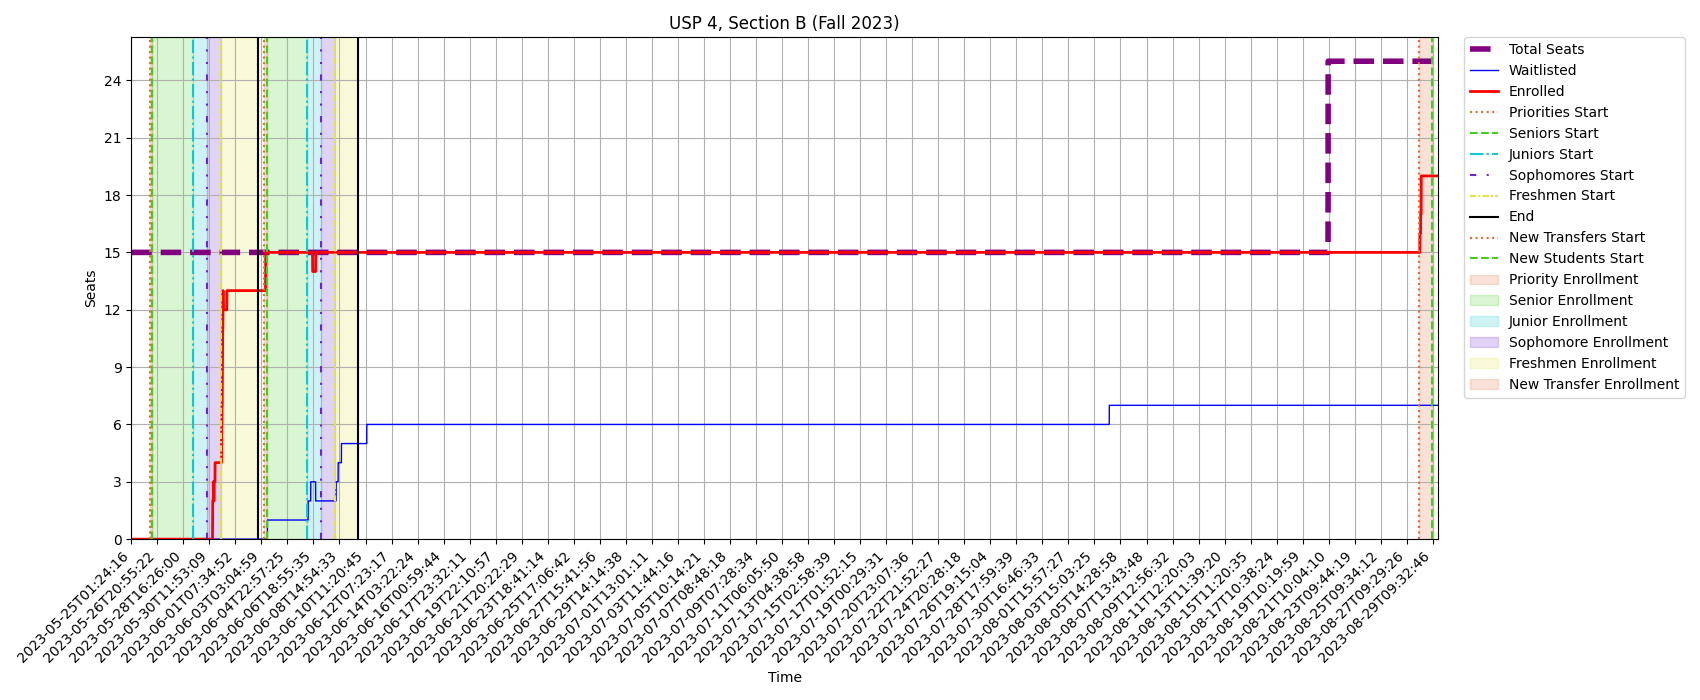 USP 4, Section B (Fall 2023)
Seats
24
21
18
15
12
9
6
3
0
2023-05-25T01:24:16
2023-05-26T20:55:22
2023-05-28T16:26:00
2023-05-30T11:53:09
2023-06-01T07:34:52
2023-06-03T03:04:59
2023-06-04T22:57:25
2023-06-06T18:55:35
2023-06-08T14:54:33
2023-06-10T11:20:45
2023-06-12T07:23:17
2023-06-14T03:22:24
2023-06-16T00:59:44
2023-06-17T23:32:11
2023-06-19T22:10:57
2023-06-21T20:22:29
2023-06-23T18:41:14
2023-06-25T17:06:42
2023-06-27T15:41:56
2023-06-29T14:14:38
2023-07-01T13:01:11
2023-07-03T11:44:16
2023-07-05T10:14:21
2023-07-07T08:48:18
2023-07-09T07:28:34
2023-07-11T06:05:50
2023-07-13T04:38:58
2023-07-15T02:58:39
2023-07-17T01:52:15
2023-07-19T00:29:31
2023-07-20T23:07:36
2023-07-22T21:52:27
2023-07-24T20:28:18
2023-07-26T19:15:04
2023-07-28T17:59:39
2023-07-30T16:46:33
2023-08-01T15:57:27
2023-08-03T15:03:25
2023-08-05T14:28:58
2023-08-07T13:43:48
2023-08-09T12:56:32
2023-08-11T12:20:03
2023-08-13T11:39:20
2023-08-15T11:20:35
2023-08-17T10:38:24
2023-08-19T10:19:59
2023-08-21T10:04:10
2023-08-23T09:44:19
2023-08-25T09:34:12
2023-08-27T09:29:26
2023-08-29T09:32:46
Time
Total Seats
Waitlisted
Enrolled
Priorities Start
Seniors Start
Juniors Start
Sophomores Start
Freshmen Start
End
New Transfers Start
New Students Start
Priority Enrollment
Senior Enrollment
Junior Enrollment
Sophomore Enrollment
Freshmen Enrollment
New Transfer Enrollment